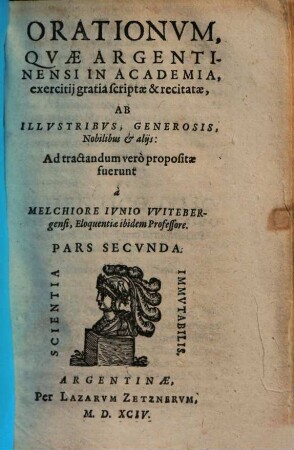 ORATIONVM,
QVÆ ARGENTI-
NENSI IN ACADEMIA,
exercitij gratia scriptæ & recitatæ,
AB
ILLVSTRIBVS, GENEROSIS,
Nobilibus & alijs:
Ad tractandum verò propositæ
fuerunt
à
MELCHIORE IVNIO VVITEBER-
gensi, Eloquentiæ ibidem Professore.
PARS SECVNDA.
SCIENTIA
IMMVTABILIS.
ARGENTINÆ,
Per LAZARVM ZETZNERVM,
M. D. XCIV.